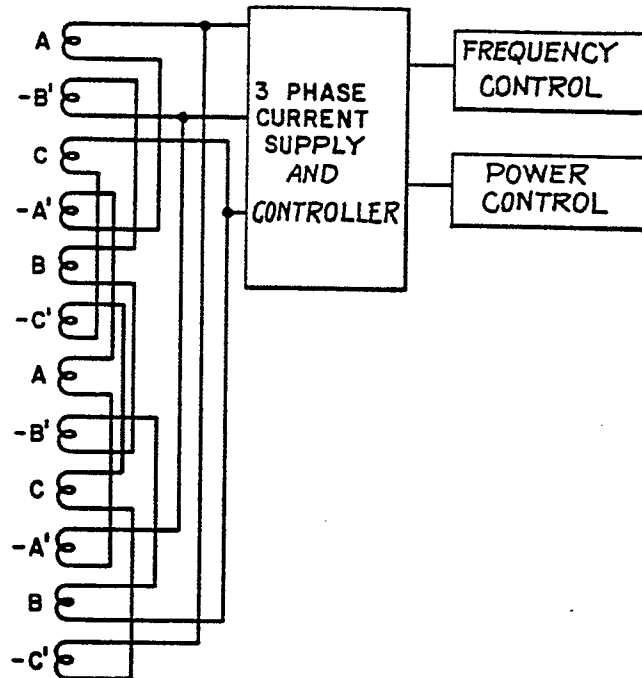 A
-B'
C
-A'
B
-C'
A
-B'
C
-A'
B
-C'
3 PHASE
CURRENT
SUPPLY
AND
CONTROLLER
FREQUENCY
CONTROL
POWER
CONTROL